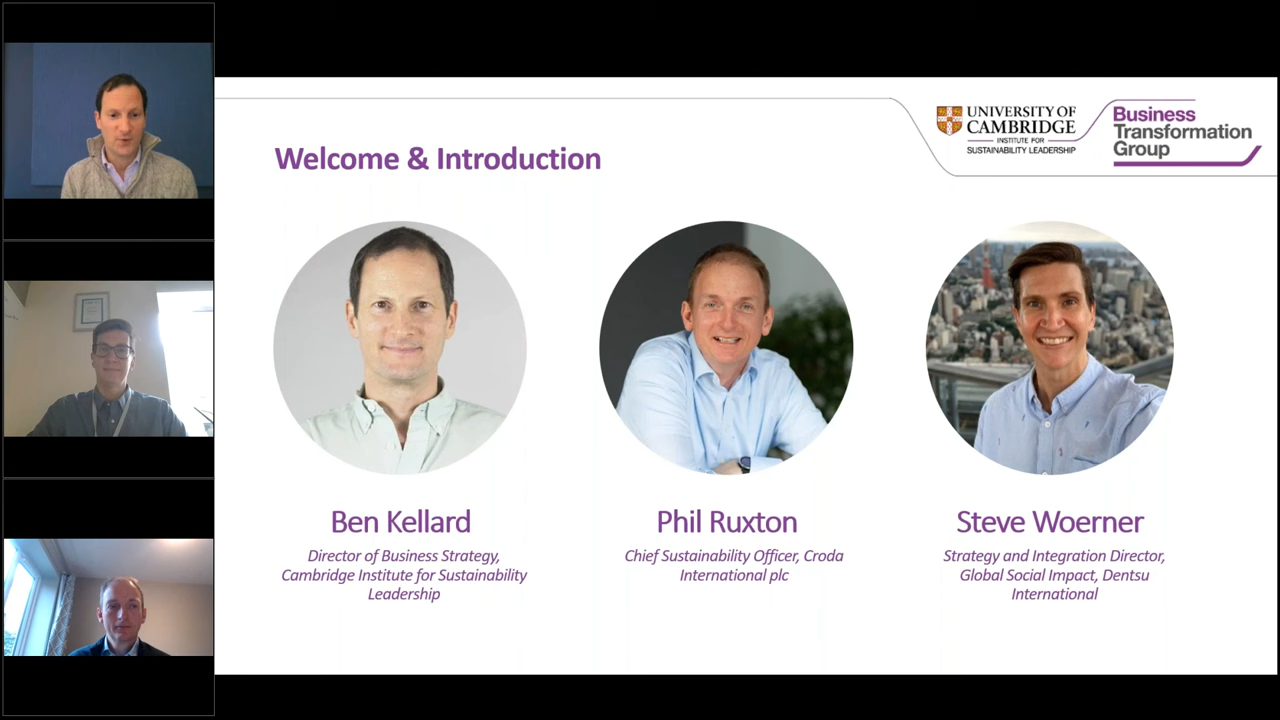 UNIVERSITY OF
CAMBRIDGE
INSTITUTE FOR
SUSTAINABILITY LEADERSHIP
Business
Transformation
Group
Welcome & Introduction
Ben Kellard
Director of Business Strategy,
Cambridge Institute for Sustainability
Leadership
Phil Ruxton
Chief Sustainability Officer, Croda
International plc
Steve Woerner
Strategy and Integration Director,
Global Social Impact, Dentsu
International